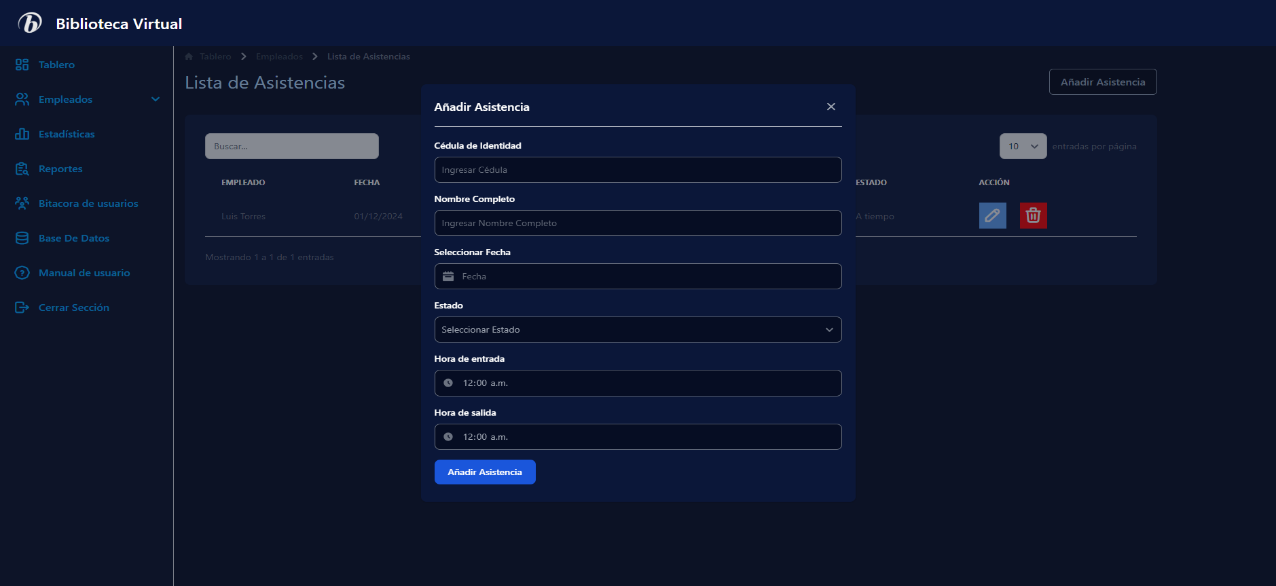 Biblioteca Virtual
Tablero
Empleados
Estadísticas
Reportes
Bitacora de usuarios
Base De Datos
Manual de usuario
Cerrar Sección
Tablero > Empleados > Lista de Asistencias
Lista de Asistencias
Añadir Asistencia
Buscar...
10 entradas por página
EMPLEADO FECHA ESTADO ACCIÓN
Luis Torres 01/12/2024 A tiempo
Mostrando 1 a 1 de 1 entradas
Añadir Asistencia
Cédula de Identidad
Ingresar Cédula
Nombre Completo
Ingresar Nombre Completo
Seleccionar Fecha
Fecha
Estado
Seleccionar Estado
Hora de entrada
12:00 a.m.
Hora de salida
12:00 a.m.
Añadir Asistencia